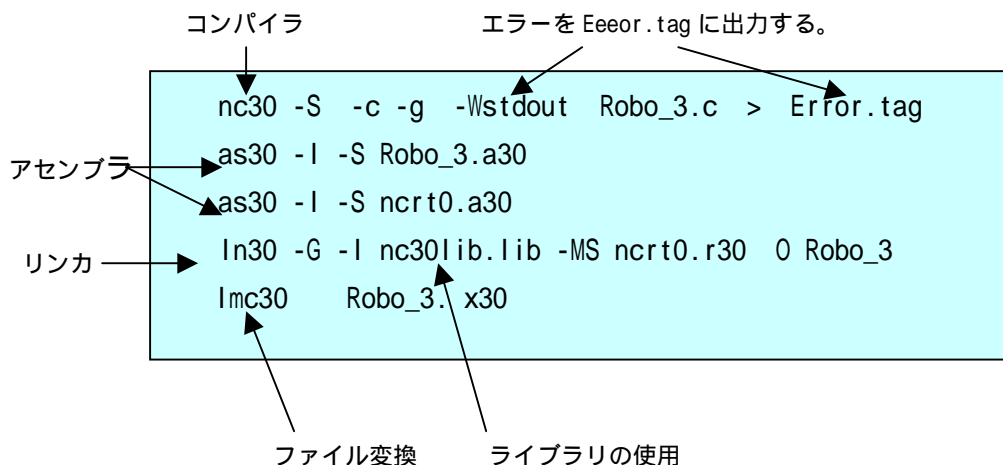 コンパイラ エラーを Eeeor.tag に出力する。
nc30 -S -c -g -Wstdout Robo_3.c > Error.tag
アセンブラ
as30 -l -S Robo_3.a30
as30 -l -S ncrt0.a30
リンカ
ln30 -G -l nc30lib.lib -MS ncrt0.r30 O Robo_3
lmc30 Robo_3. x30
ファイル変換 ライブラリの使用